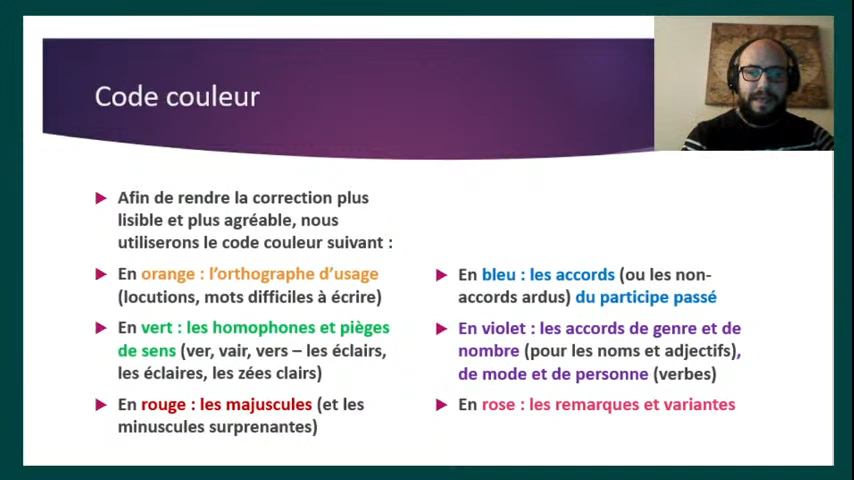 Code couleur
Afin de rendre la correction plus
lisible et plus agréable, nous
utiliserons le code couleur suivant :
En orange : l'orthographe d'usage
(locutions, mots difficiles à écrire)
En vert : les homophones et pièges
de sens (ver, vair, vers – les éclairs,
les éclaires, les zées clairs)
En rouge : les majuscules (et les
minuscules surprenantes)
En bleu : les accords (ou les non-
accords ardus) du participe passé
En violet : les accords de genre et de
nombre (pour les noms et adjectifs),
de mode et de personne (verbes)
En rose : les remarques et variantes